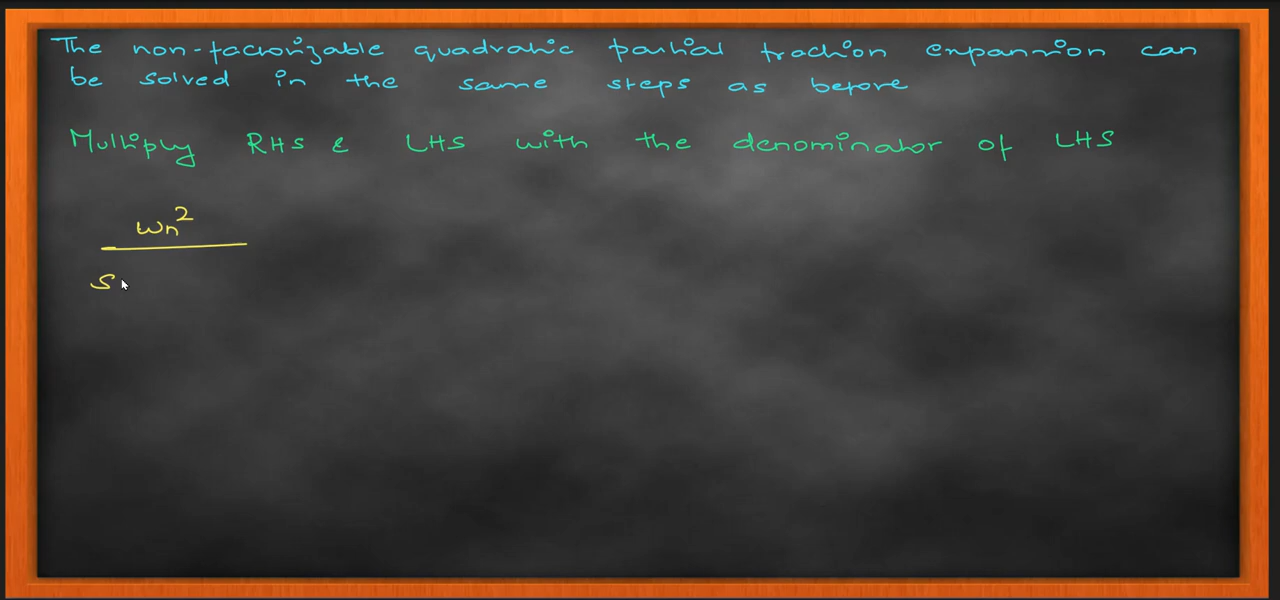 The non-factorizable quadratic partial fraction expansion can
be solved in the same steps as before
Multiply RHS & LHS with the denominator of LHS
ωn²
s